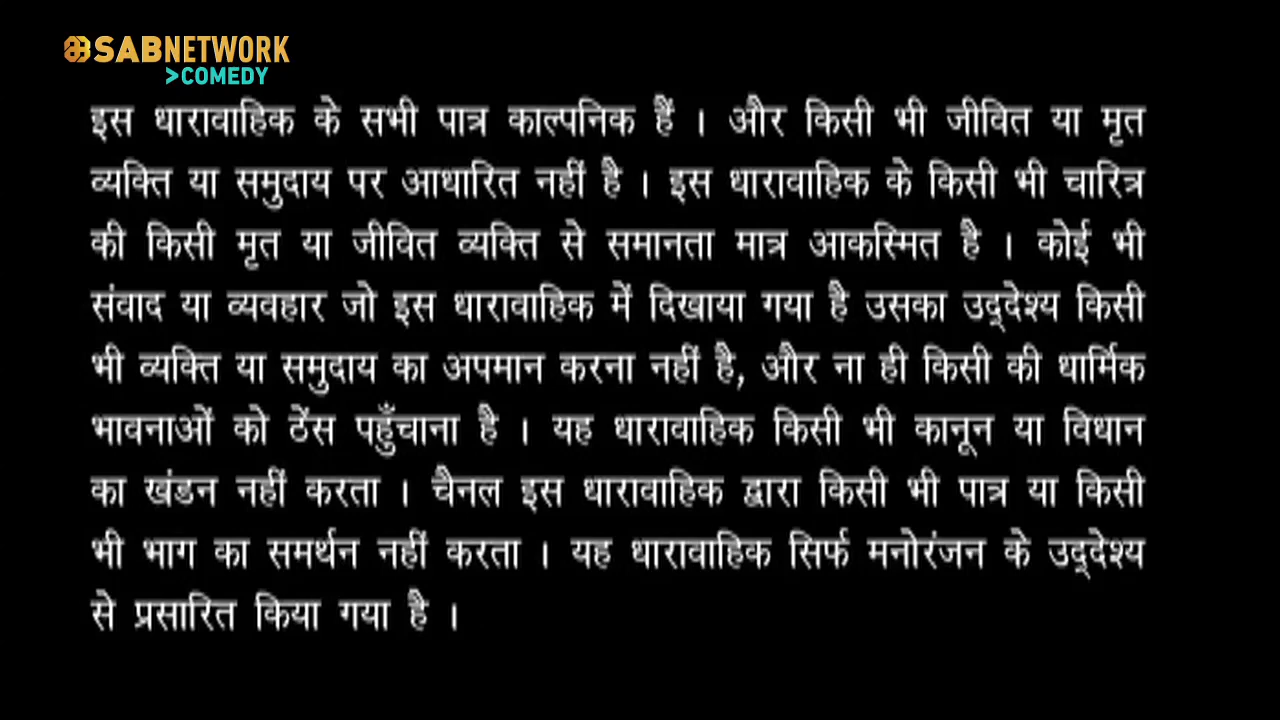 SABNETWORK
>COMEDY
इस धारावाहिक के सभी पात्र काल्पनिक हैं । और किसी भी जीवित या मृत
व्यक्ति या समुदाय पर आधारित नहीं है । इस धारावाहिक के किसी भी चारित्र
की किसी मृत या जीवित व्यक्ति से समानता मात्र आकस्मित है । कोई भी
संवाद या व्यवहार जो इस धारावाहिक में दिखाया गया है उसका उद्देश्य किसी
भी व्यक्ति या समुदाय का अपमान करना नहीं है, और ना ही किसी की धार्मिक
भावनाओं को ठेंस पहुँचाना है । यह धारावाहिक किसी भी कानून या विधान
का खंडन नहीं करता । चैनल इस धारावाहिक द्वारा किसी भी पात्र या किसी
भी भाग का समर्थन नहीं करता । यह धारावाहिक सिर्फ मनोरंजन के उद्देश्य
से प्रसारित किया गया है ।